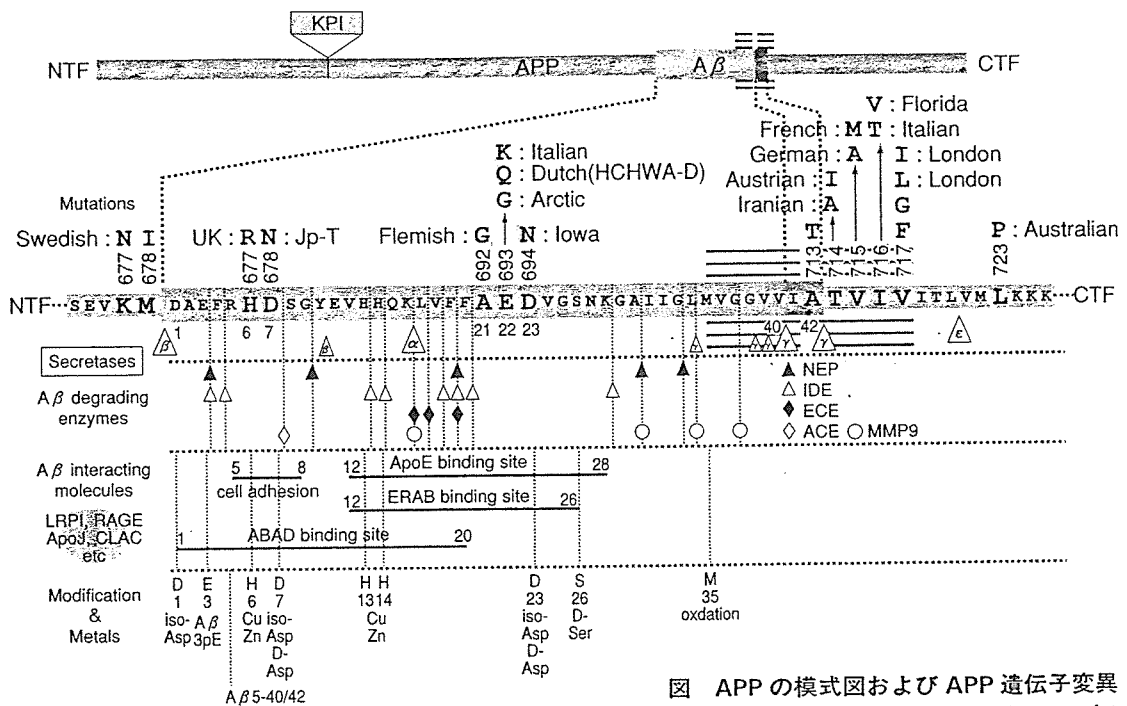 KPI
NTF APP Aβ CTF
V : Florida
French : M T : Italian
K : Italian German : A I : London
Q : Dutch(HCHWA-D) Austrian : I L : London
Mutations G : Arctic Iranian : A G
Swedish : N I UK : R N : Jp-T Flemish : G N : Iowa T F P : Australian
677 678 677 678 692 693 694 713 714 715 716 717 723
NTF···SEVKMDAEFRHDSGYEVHHQKLVFFAEDVGSNKGAIIGLMVGGVVIATVIVITLVMLKKK···CTF
β 1 6 7 β α 21 22 23 γ γ γ 40 γ 42 γ ε
Secretases
Aβ degrading
enzymes
NEP
IDE
ECE
ACE MMP9
Aβ interacting
molecules
5 8
cell adhesion
12 ApoE binding site 28
12 ERAB binding site 26
LRPI, RAGE
ApoJ, CLAC
etc
1 ABAD binding site 20
Modification
&
Metals
D E H D H H D S M
1 3 6 7 13 14 23 26 35
iso-Asp Aβ 3pE Cu Zn iso-Asp D-Asp Cu Zn iso-Asp D-Asp D-Ser oxdation
Aβ5-40/42
図 APP の模式図および APP 遺伝子変異